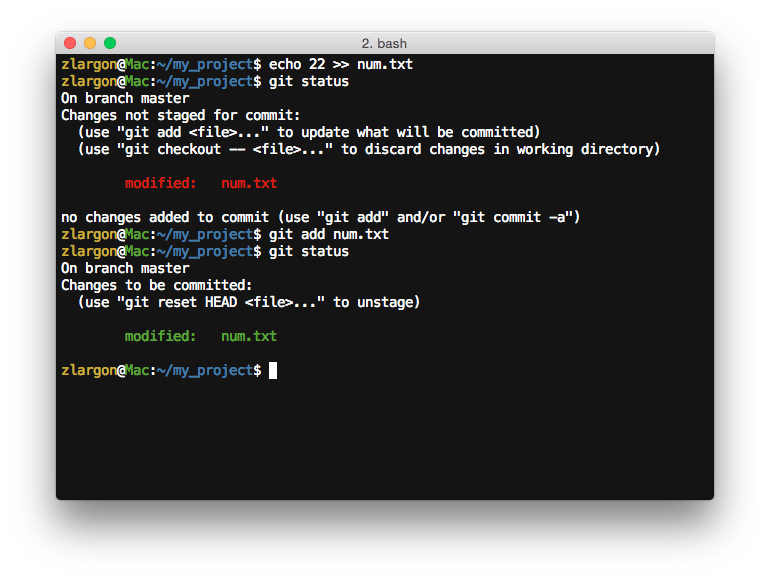 2. bash
zlargon@Mac:~/my_project$ echo 22 >> num.txt
zlargon@Mac:~/my_project$ git status
On branch master
Changes not staged for commit:
  (use "git add <file>..." to update what will be committed)
  (use "git checkout -- <file>..." to discard changes in working directory)
        modified:   num.txt
no changes added to commit (use "git add" and/or "git commit -a")
zlargon@Mac:~/my_project$ git add num.txt
zlargon@Mac:~/my_project$ git status
On branch master
Changes to be committed:
  (use "git reset HEAD <file>..." to unstage)
        modified:   num.txt
zlargon@Mac:~/my_project$